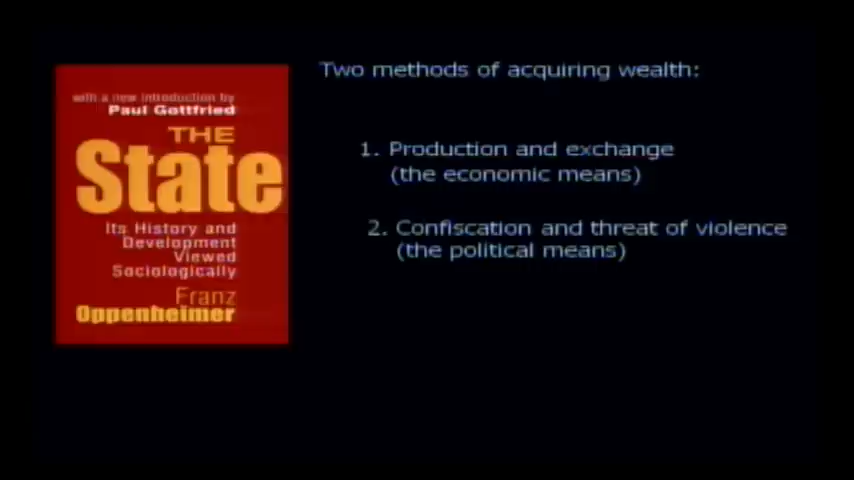 with a new introduction by
Paul Gottfried
THE
State
Its History and
Development
Viewed
Sociologically
Franz
Oppenheimer
Two methods of acquiring wealth:
1. Production and exchange
(the economic means)
2. Confiscation and threat of violence
(the political means)